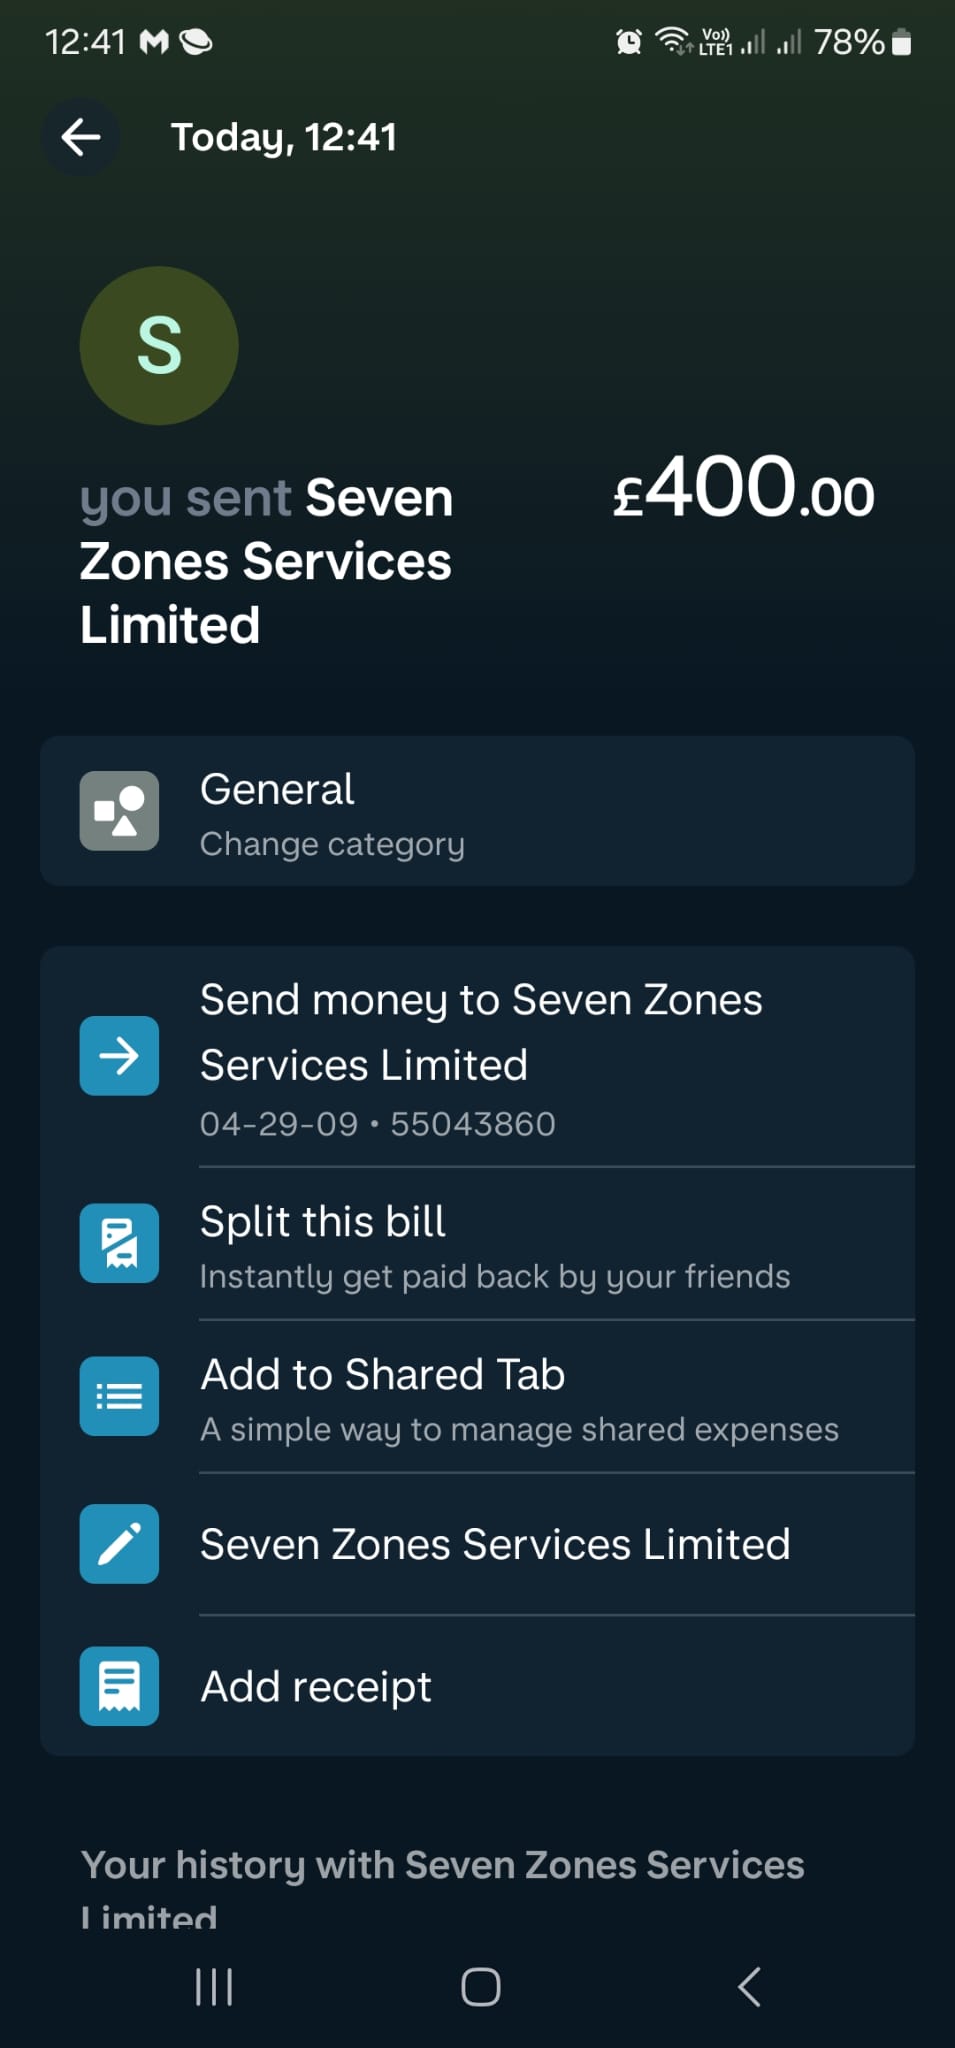 12:41
Vo)) LTE1 78%
Today, 12:41
S
you sent Seven
Zones Services
Limited
£400.00
General
Change category
Send money to Seven Zones
Services Limited
04-29-09 • 55043860
Split this bill
Instantly get paid back by your friends
Add to Shared Tab
A simple way to manage shared expenses
Seven Zones Services Limited
Add receipt
Your history with Seven Zones Services
Limited